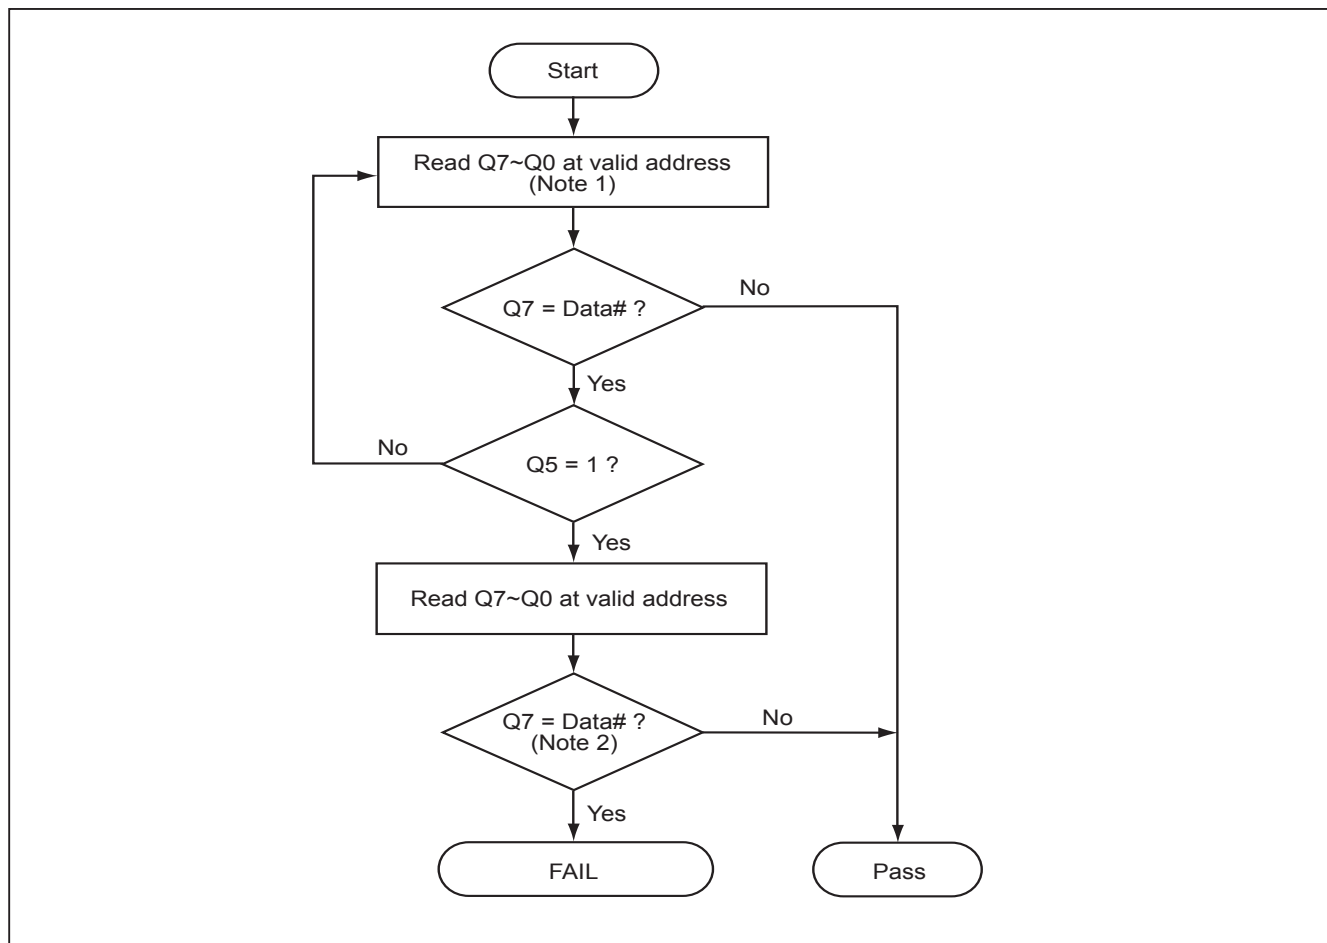 Start
Read Q7~Q0 at valid address
(Note 1)
Q7 = Data# ?
No
Yes
No
Q5 = 1 ?
Yes
Read Q7~Q0 at valid address
Q7 = Data# ?
(Note 2)
No
Yes
FAIL
Pass